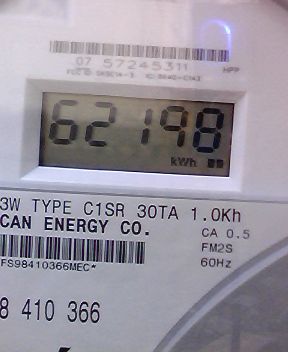 07 57245311 HPP
62198
kWh
3W TYPE C1SR 30TA 1.0Kh
CAN ENERGY CO. CA 0.5
FM2S
FS98410366MEC* 60Hz
8 410 366